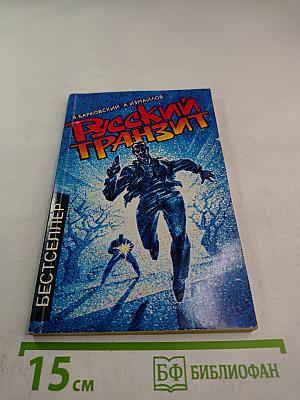 В. БАРКОВСКИЙ А.ИЗМАЙЛОВ
РУССКИЙ
ТРАНЗИТ
БЕСТСЕЛЛЕР
15 см
БФ БИБЛИОФАН